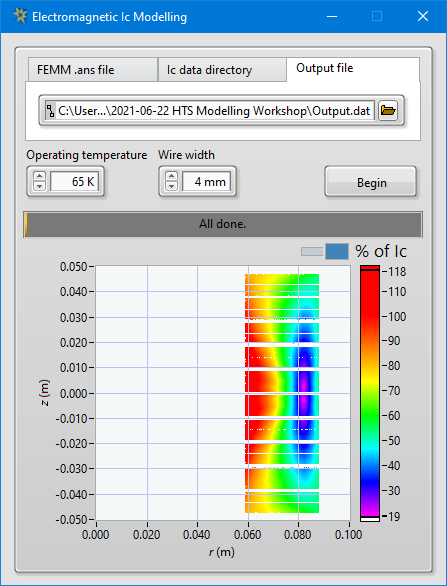 Electromagnetic Ic Modelling
FEMM .ans file
Ic data directory
Output file
C:\User...\2021-06-22 HTS Modelling Workshop\Output.dat
Operating temperature
Wire width
65 K
4 mm
Begin
All done.
% of Ic
0.050
0.040
0.030
0.020
0.010
0.000
-0.010
-0.020
-0.030
-0.040
-0.050
z (m)
0.000
0.020
0.040
0.060
0.080
0.100
r (m)
118
110
100
90
80
70
60
50
40
30
19